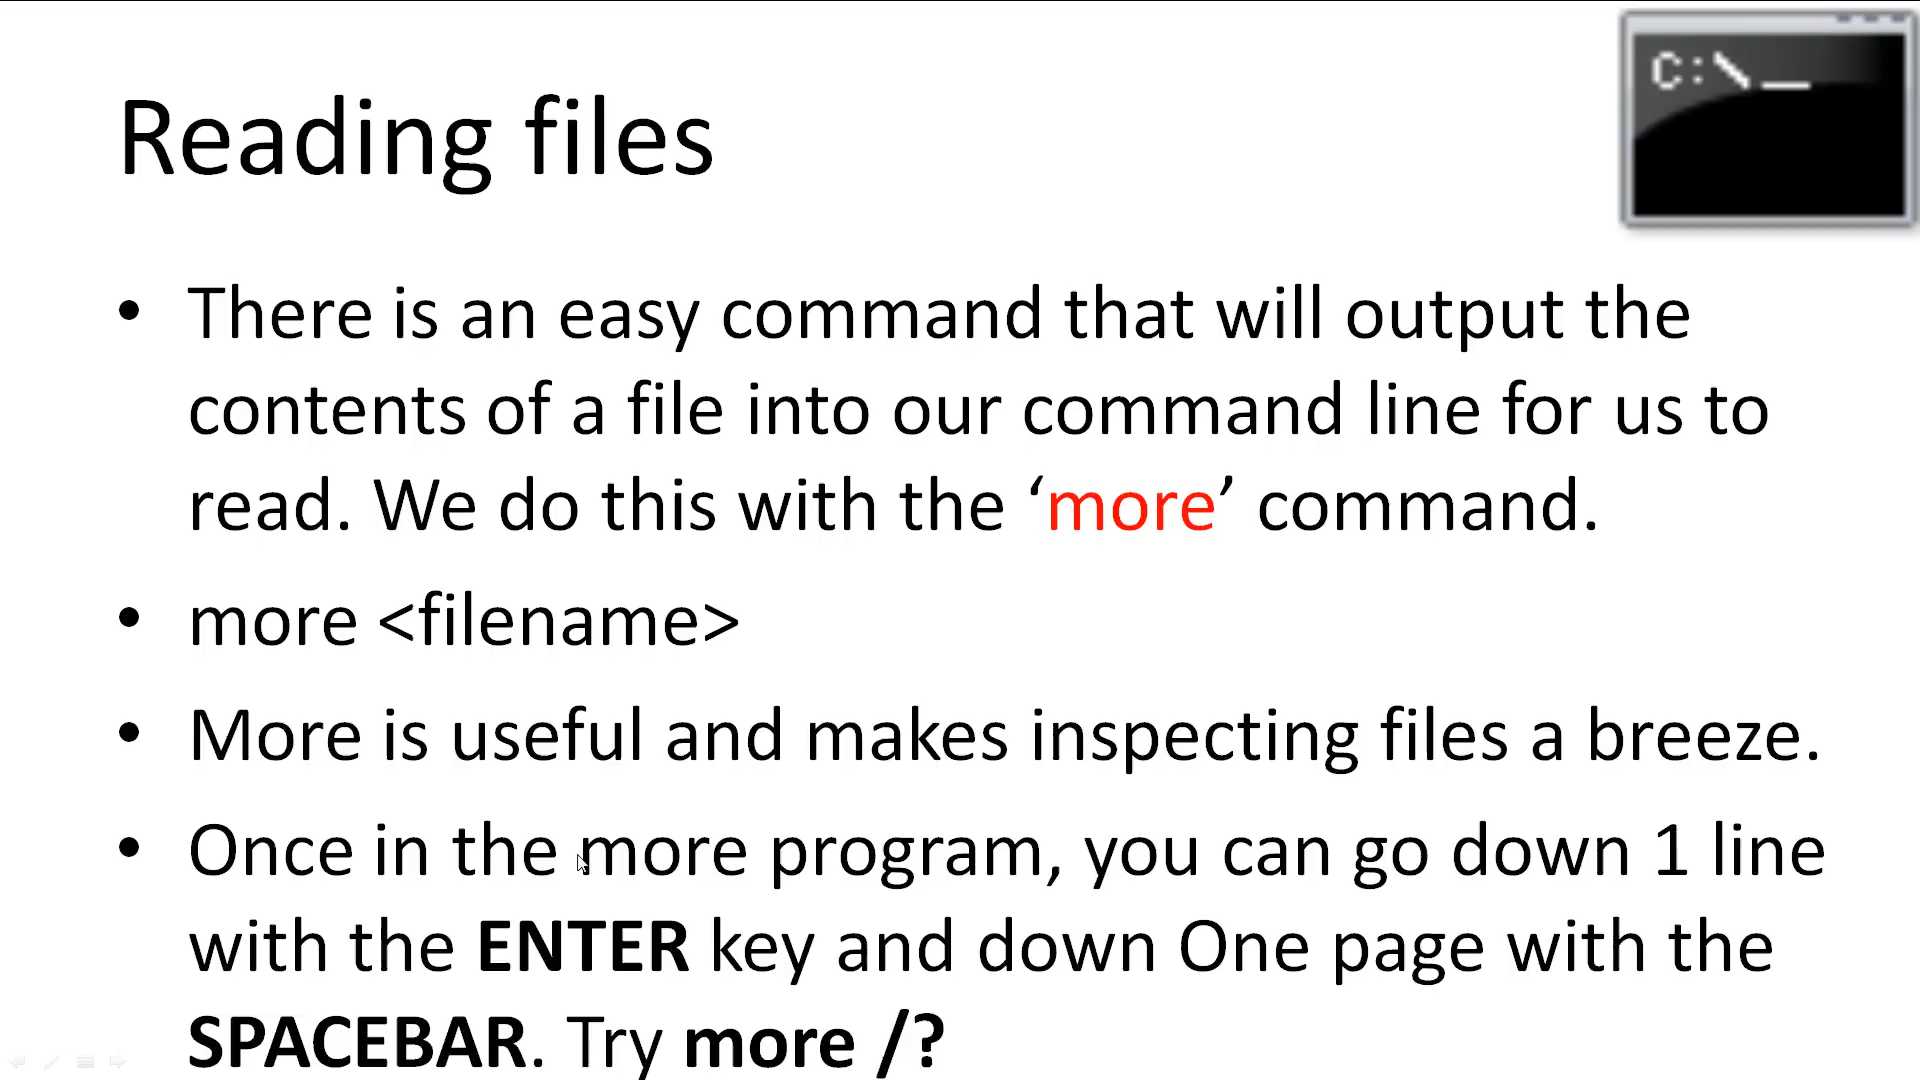 C:\_
Reading files
• There is an easy command that will output the
contents of a file into our command line for us to
read. We do this with the ‘more’ command.
• more <filename>
• More is useful and makes inspecting files a breeze.
• Once in the more program, you can go down 1 line
with the ENTER key and down One page with the
SPACEBAR. Try more /?